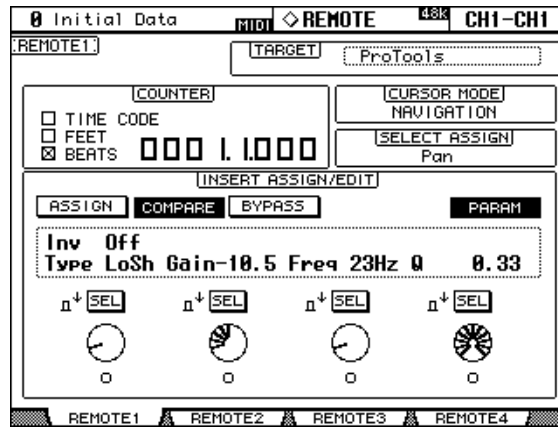 0 Initial Data MIDI ◇REMOTE 48K CH1-CH1
REMOTE1
TARGET
ProTools
COUNTER
TIME CODE
FEET
BEATS
000 1. 1.000
CURSOR MODE
NAVIGATION
SELECT ASSIGN
Pan
INSERT ASSIGN/EDIT
ASSIGN COMPARE BYPASS PARAM
Inv Off
Type LoSh Gain-10.5 Freq 23Hz Q 0.33
SEL SEL SEL SEL
REMOTE1 REMOTE2 REMOTE3 REMOTE4